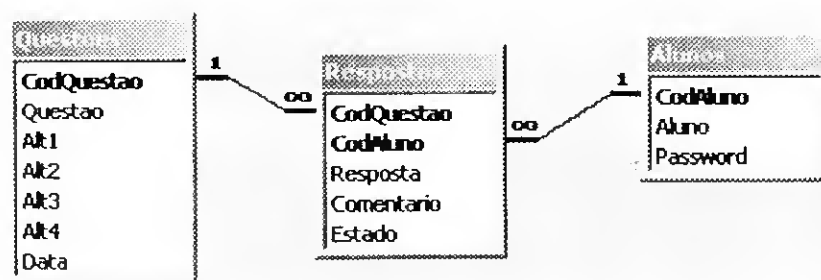 CodQuestao
Questao
Alt1
Alt2
Alt3
Alt4
Data
1
∞
Respostas
CodQuestao
CodAluno
Resposta
Comentario
Estado
∞
1
Alunos
CodAluno
Aluno
Password